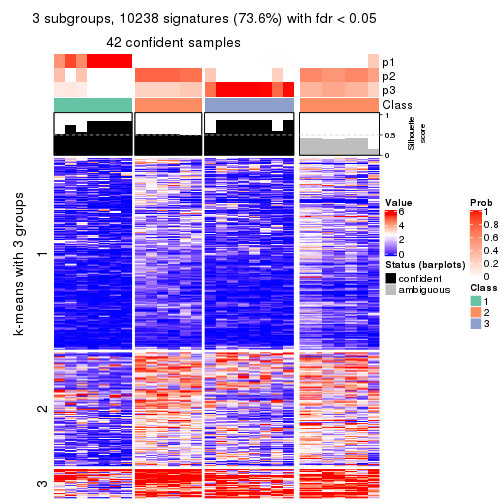 3 subgroups, 10238 signatures (73.6%) with fdr < 0.05
42 confident samples
p1
p2
p3
Class
1
0.5
0
Silhouette
score
k-means with 3 groups
1
2
3
Value
6
4
2
0
Status (barplots)
confident
ambiguous
Prob
1
0.8
0.6
0.4
0.2
0
Class
1
2
3